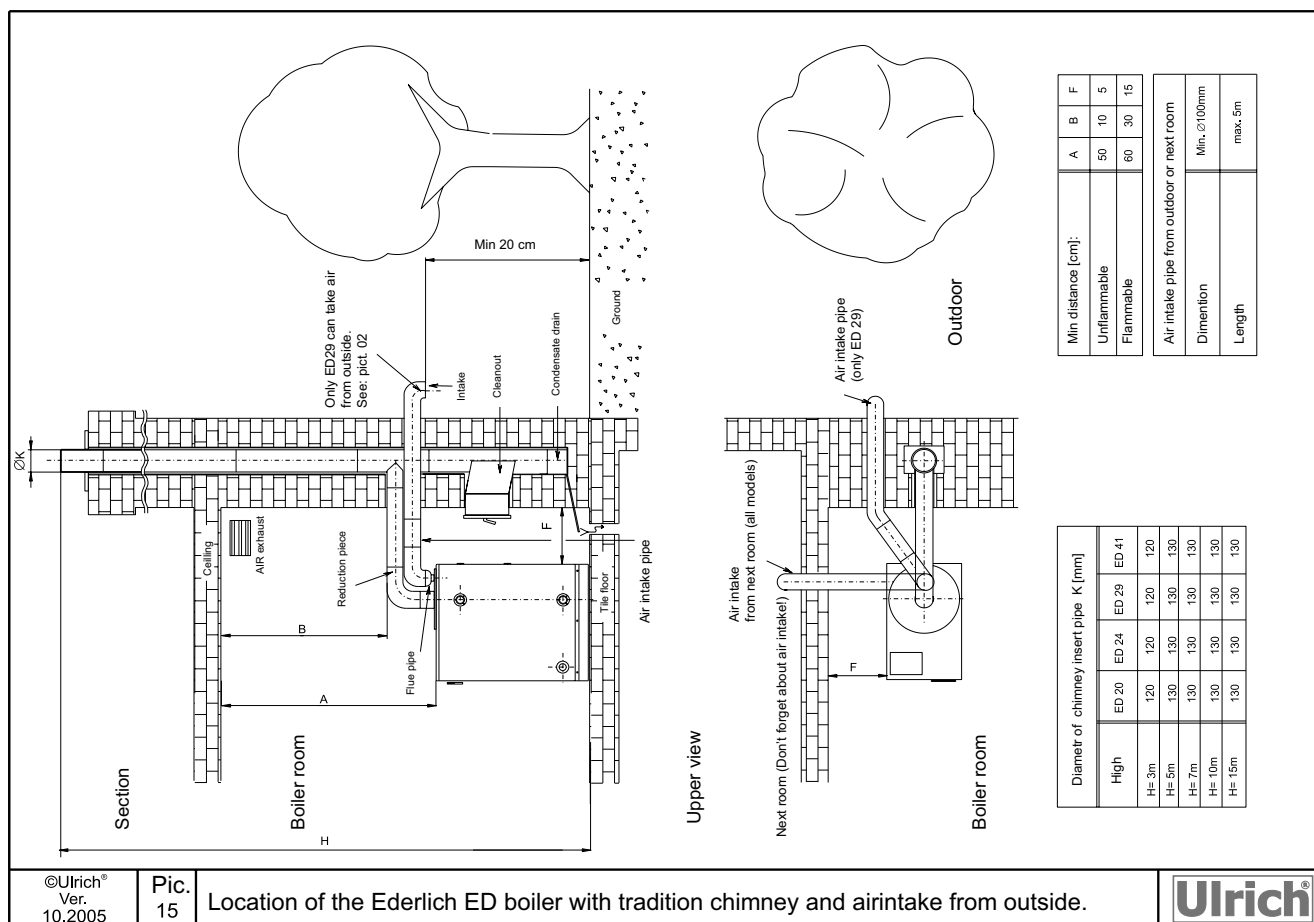 Section
ØK
Ceilling
AIR exhaust
Boiler room
B
A
H
Reduction piece
Flue pipe
Only ED29 can take air
from outside.
See: pict. 02
Intake
Min 20 cm
Cleanout
Condensate drain
Ground
F
Tile floor
Air intake pipe
Upper view
Air intake
from next room (all models)
Next room (Don't forget about air intake!)
Air intake pipe
(only ED 29)
Outdoor
F
Boiler room
Min distance [cm]: A B F
Unflammable 50 10 5
Flammable 60 30 15
Air intake pipe from outdoor or next room
Dimention Min. Ø100mm
Length max. 5m
Diametr of chimney insert pipe K [mm]
High ED 20 ED 24 ED 29 ED 41
H= 3m 120 120 120 120
H= 5m 130 130 130 130
H= 7m 130 130 130 130
H= 10m 130 130 130 130
H= 15m 130 130 130 130
©Ulrich®
Ver.
10.2005
Pic.
15
Location of the Ederlich ED boiler with tradition chimney and airintake from outside.
Ulrich®